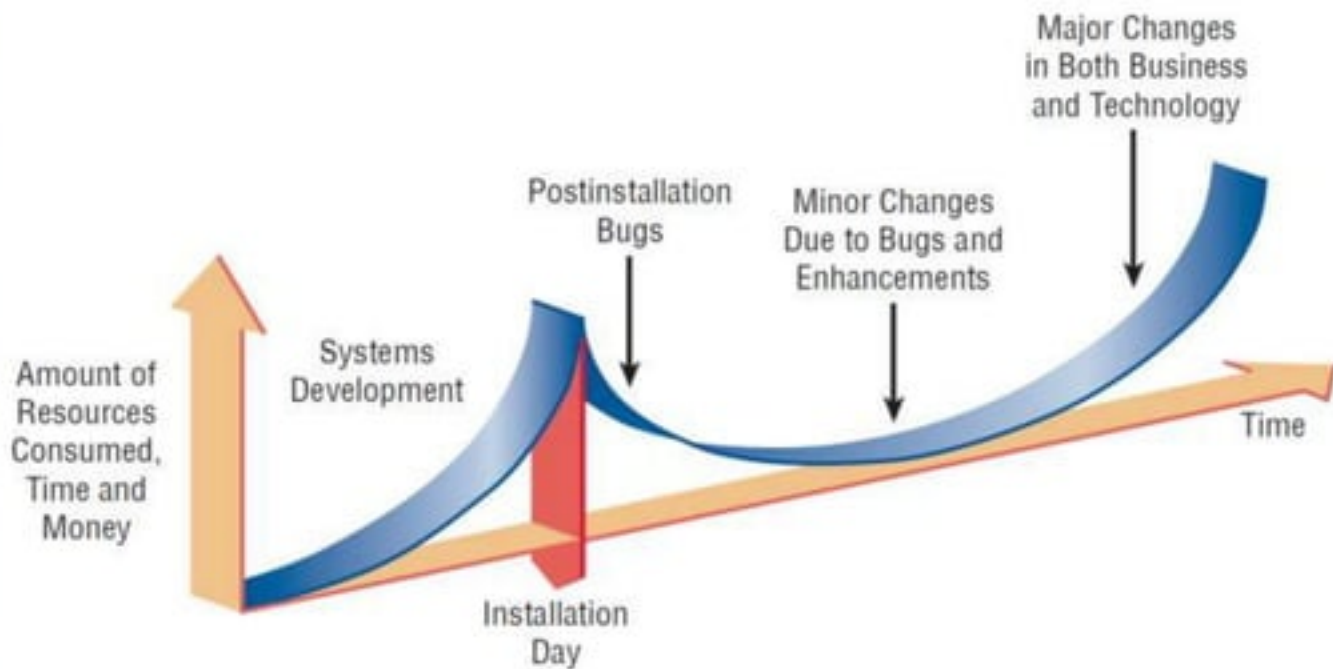 Major Changes
in Both Business
and Technology
Postinstallation
Bugs
Minor Changes
Due to Bugs and
Enhancements
Systems
Development
Amount of
Resources
Consumed,
Time and
Money
Time
Installation
Day